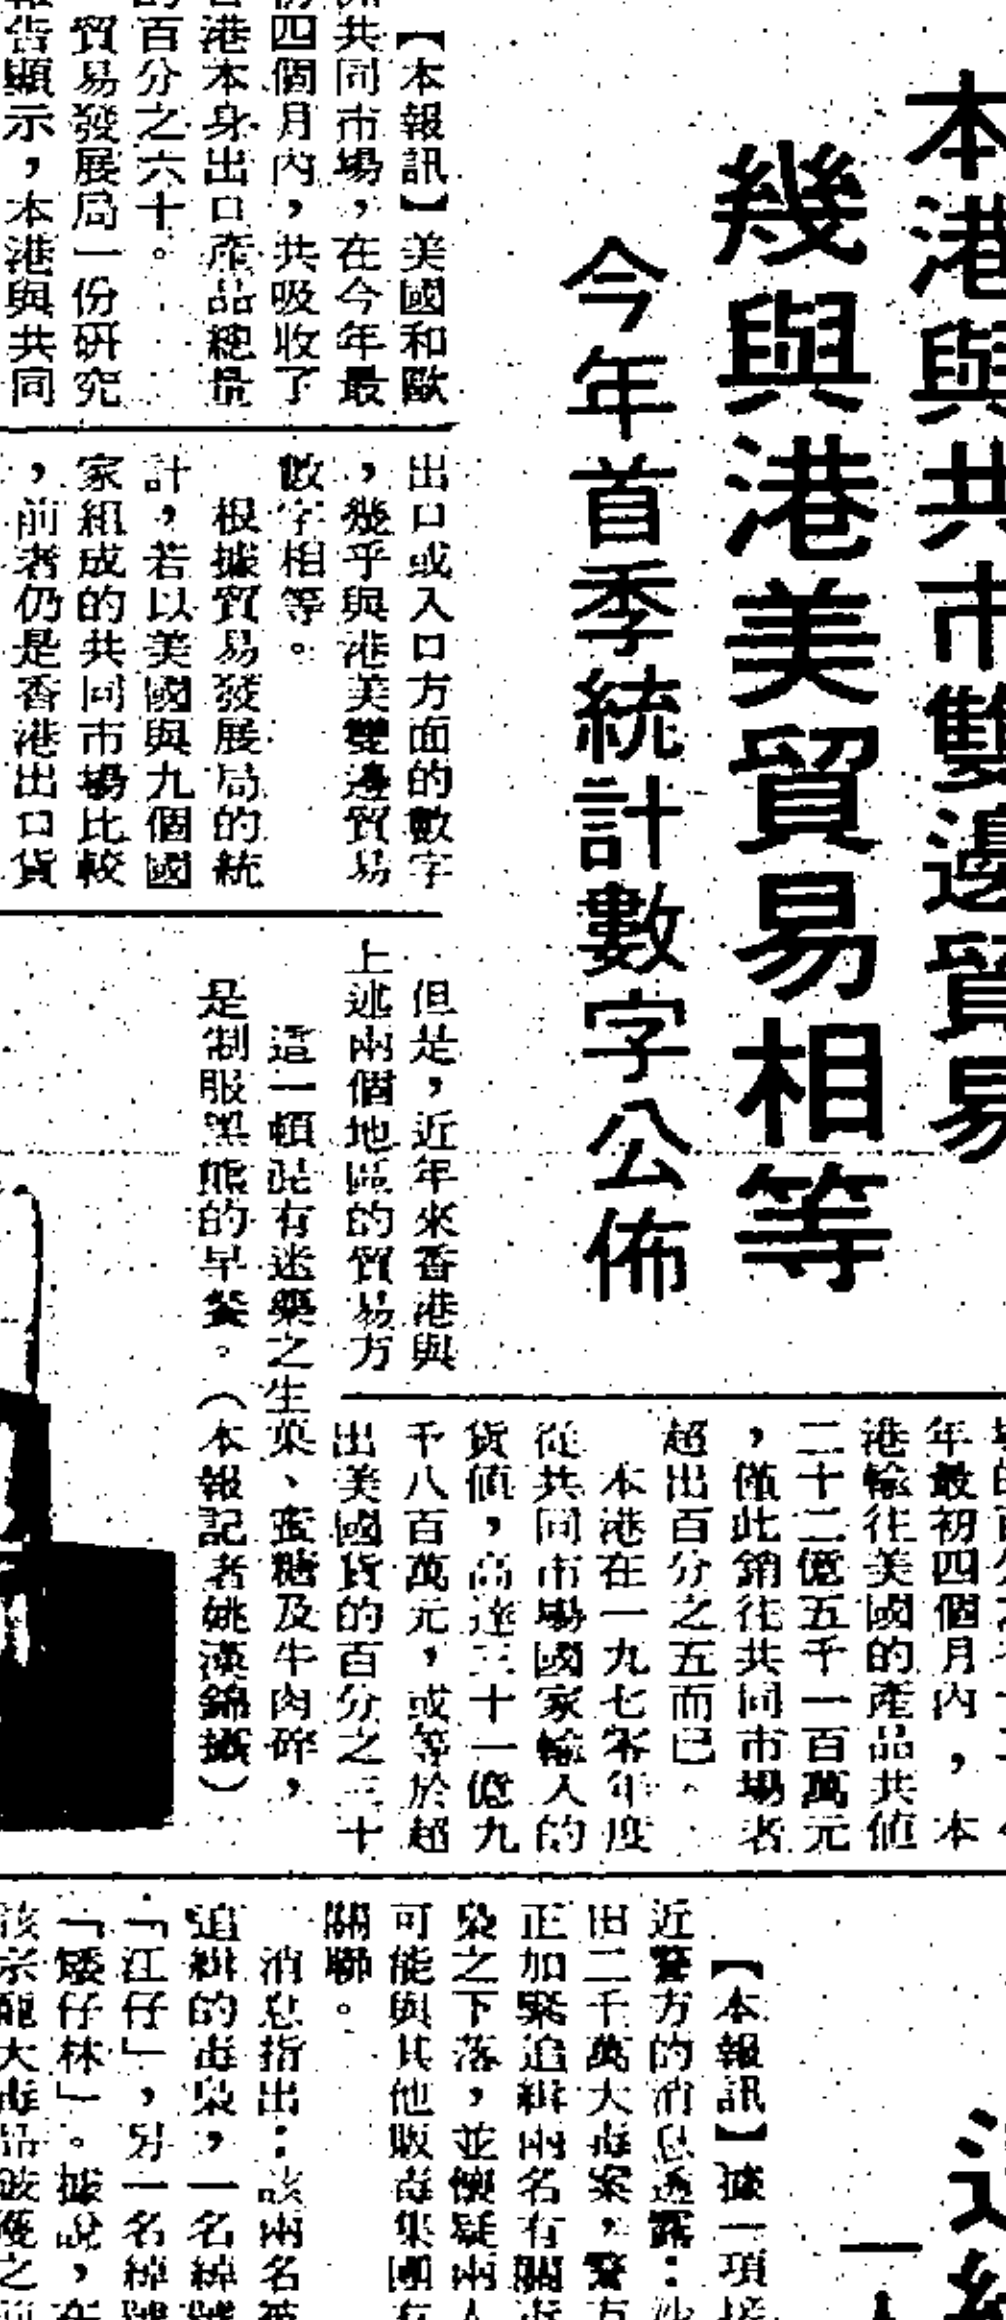 本港與共市雙邊貿易
幾與港美貿易相等
今年首季統計數字公佈
【本報訊】美國和歐
共同市場，在今年最
四個月內，共吸收了
港本身出口產品總量
的百分之六十。
貿易發展局一份研究
報告顯示，本港與共同
出口或入口方面的數字
，幾乎與港美雙邊貿易
數字相等。
根據貿易發展局的統
計，若以美國與九個國
家組成的共同市場比較
，前者仍是香港出口貨
但是，近年來香港與
上述兩個地區的貿易方
年最初四個月內，本
港輸往美國的產品共值
二十二億五千一百萬元
，僅此銷往共同市場者
超出百分之五而已。
本港在一九七零年度
從共同市場國家輸入的
貨值，高達三十一億九
千八百萬元，或等於超
出美國貨的百分之三十
這一頓混有迷藥之生菓、蜜糖及牛肉碎，
是制服黑熊的早餐。（本報記者姚漢錦攝）
【本報訊】據一項接
近警方的消息透露：沙
田二千萬大毒案，警方
正加緊追緝兩名有關毒
梟之下落，並懷疑兩人
可能與其他販毒集團有
關聯。
消息指出：該兩名被
追緝的毒梟，一名綽號
「江仔」，另一名綽號
「矮仔林」。據說，在
該宗龐大毒品破獲之前